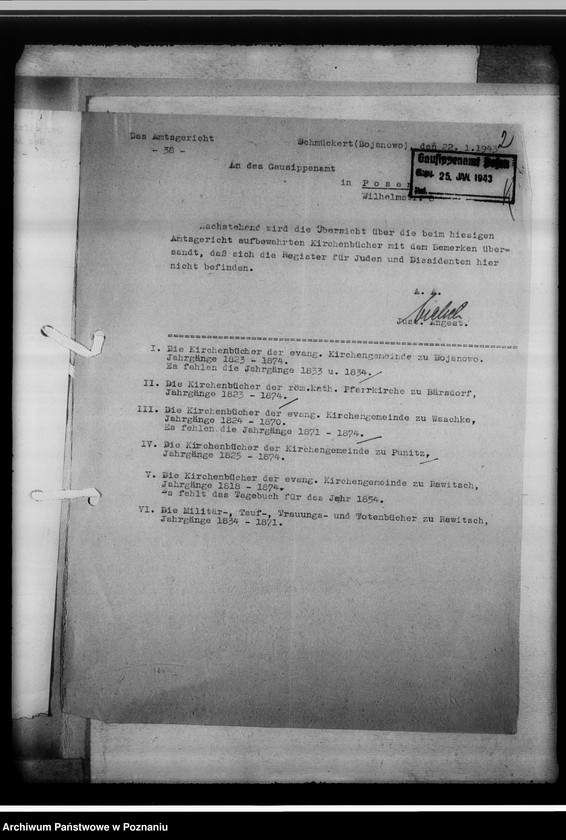 2
Das Amtsgericht
- 38 -
Schmückert(Bojanowo), den 22. 1.1943
Gausippenamt Posen
25. JAN. 1943
An das Gausippenamt
in Posen
Nachstehend wird die Übersicht über die beim hiesigen
Amtsgericht aufbewahrten Kirchenbücher mit dem Bemerken über-
sandt, daß sich die Register für Juden und Dissidenten hier
nicht befinden.
A. A.
Just. Angest.
I. Die Kirchenbücher der evang. Kirchengemeinde zu Bojanowo.
Jahrgänge 1823 - 1874.
Es fehlen die Jahrgänge 1833 u. 1834.
II. Die Kirchenbücher der röm.kath. Pfarrkirche zu Bärsdorf,
Jahrgänge 1823 - 1874.
III. Die Kirchenbücher der evang. Kirchengemeinde zu Waschke,
Jahrgänge 1824 - 1870.
Es fehlen die Jahrgänge 1871 - 1874.
IV. Die Kirchenbücher der Kirchengemeinde zu Punitz,
Jahrgänge 1825 - 1874.
V. Die Kirchenbücher der evang. Kirchengemeinde zu Rawitsch,
Jahrgänge 1818 - 1874.
Es fehlt das Tagebuch für das Jahr 1854.
VI. Die Militär-, Tauf-, Trauungs- und Totenbücher zu Rawitsch,
Jahrgänge 1834 - 1871.
Archiwum Państwowe w Poznaniu